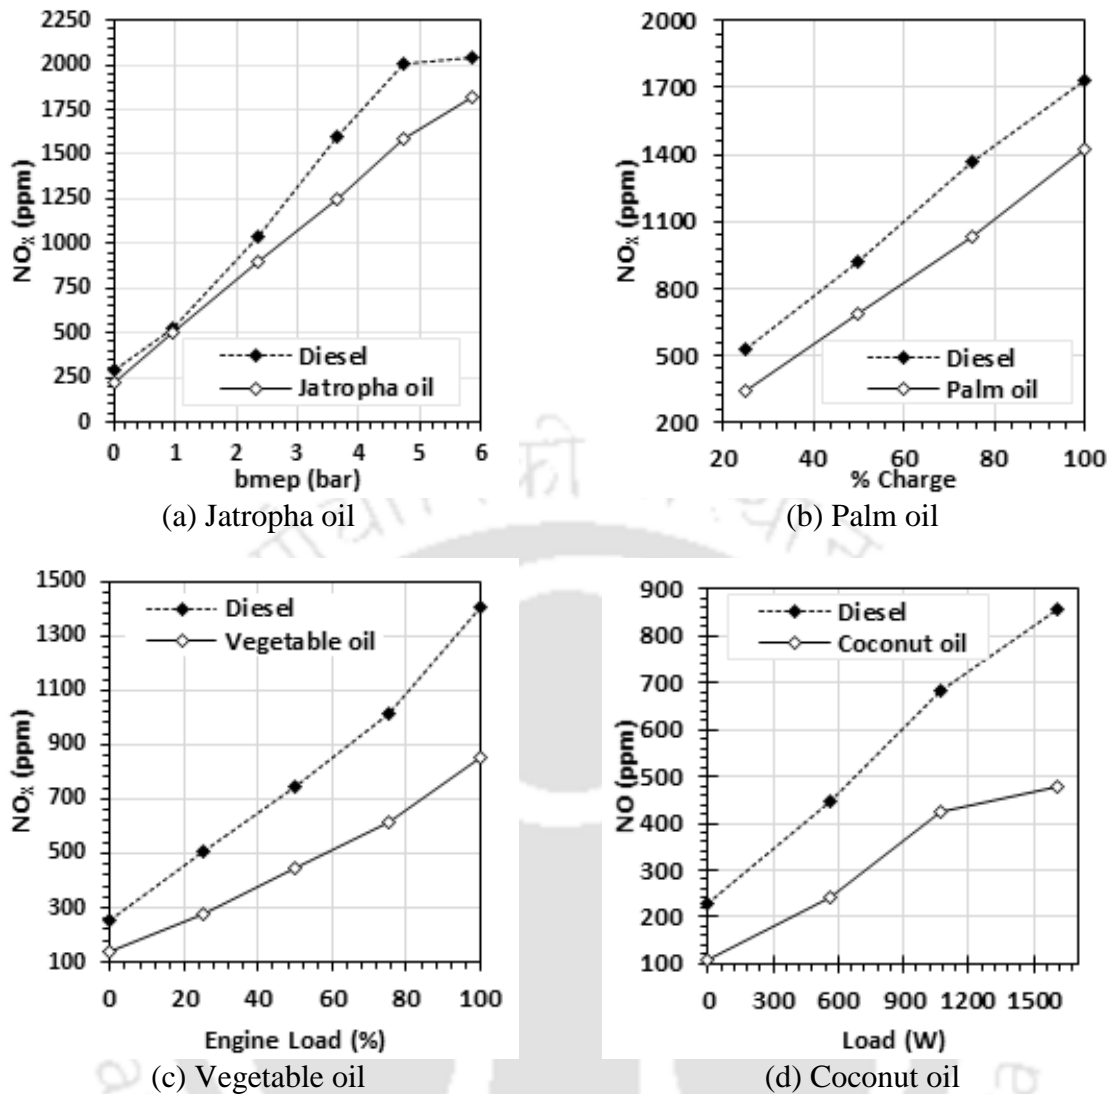 2250
2000
1750
1500
1250
1000
750
500
250
0
NOX (ppm)
Diesel
Jatropha oil
0 1 2 3 4 5 6
bmep (bar)
(a) Jatropha oil
2000
1700
1400
1100
800
500
200
NOX (ppm)
Diesel
Palm oil
20 40 60 80 100
% Charge
(b) Palm oil
1500
1300
1100
900
700
500
300
100
NOX (ppm)
Diesel
Vegetable oil
0 20 40 60 80 100
Engine Load (%)
(c) Vegetable oil
900
800
700
600
500
400
300
200
100
NO (ppm)
Diesel
Coconut oil
0 300 600 900 1200 1500
Load (W)
(d) Coconut oil